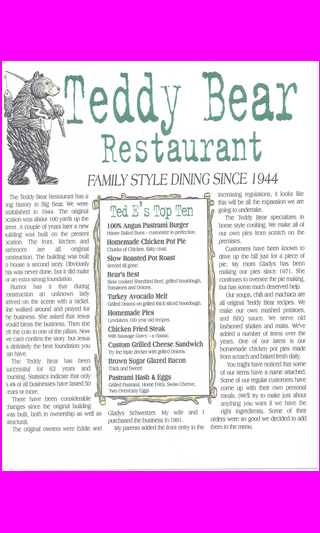 Teddy Bear
Restaurant
FAMILY STYLE DINING SINCE 1944
The Teddy Bear Restaurant has a
long history in Big Bear. We were
established in 1944. The original
location was about 100 yards up the
street. A couple of years later a new
building was built on the present
location. The front, kitchen and
bathroom are all original
construction. The building was built
as a house a second story. Obviously
this was never done, but it did make
for an extra strong foundation.
Rumor has it that during
construction an unknown lady
arrived on the scene with a nickel.
She walked around and prayed for
the business. She asked that Jesus
would bless the business. Then she
left the coin in one of the pillars. Now
we can't confirm the story, but Jesus
is definitely the best foundation you
can have.
The Teddy Bear has been
successful for 63 years and
counting. Statistics indicate that only
1.4% of all businesses have lasted 50
years or more.
There have been considerable
changes since the original building
was built, both in ownership as well as
structural.
The original owners were Eddie and
Ted E's Top Ten
100% Angus Pastrami Burger
House Baked Buns - customize to perfection.
Homemade Chicken Pot Pie
Chunks of Chicken, flaky crust.
Slow Roasted Pot Roast
Served all gone.
Bear's Best
Slow cooked Shredded Beef, grilled Sourdough,
Tomatoes and Onions.
Turkey Avocado Melt
Grilled Onions on grilled thick sliced Sourdough.
Homemade Pies
Gundalens 100 year old recipes.
Chicken Fried Steak
With Sausage Gravy - a classic.
Custom Grilled Cheese Sandwich
Try the triple decker with grilled Onions.
Brown Sugar Glazed Bacon
Thick and Sweet!
Pastrami Hash & Eggs
Grilled Pastrami, Home Fries, Swiss Cheese,
Two Over Easy Eggs
Gladys Schweitzer. My wife and I
purchased the business in 1991.
My parents added the front entry in the
increasing regulations, it looks like
this will be all the expansion we are
going to undertake.
The Teddy Bear specializes in
home style cooking. We make all of
our own pies from scratch on the
premises.
Customers have been known to
drive up the hill just for a piece of
pie. My mom Gladys has been
making our pies since 1971. She
continues to oversee the pie making,
but has some much deserved help.
Our soups, chili and machaca are
all original Teddy Bear recipes. We
make our own mashed potatoes,
and BBQ sauce. We serve old
fashioned shakes and malts. We've
added a number of items over the
years. One of our latest is our
homemade chicken pot pies made
from scratch and baked fresh daily.
You might have noticed that some
of our items have a name attached.
Some of our regular customers have
come up with their own personal
meals. (We'll try to make just about
anything you want if we have the
right ingredients). Some of their
orders were so good we decided to add
them to the menu.